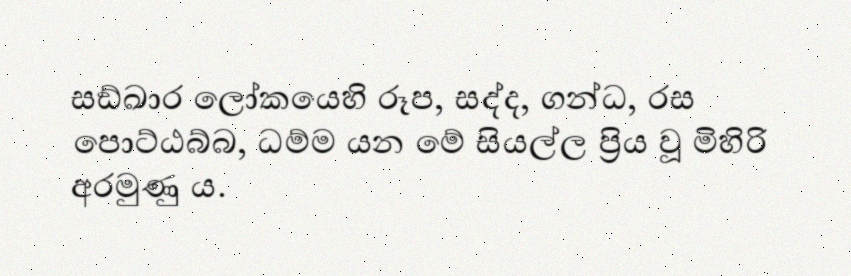 සඞ්ඛාර ලෝකයෙහි රූප, සද්ද, ගන්ධ, රස
පොට්ඨබ්බ, ධම්ම යන මේ සියල්ල ප්‍රිය වූ මිහිරි
අරමුණු ය.